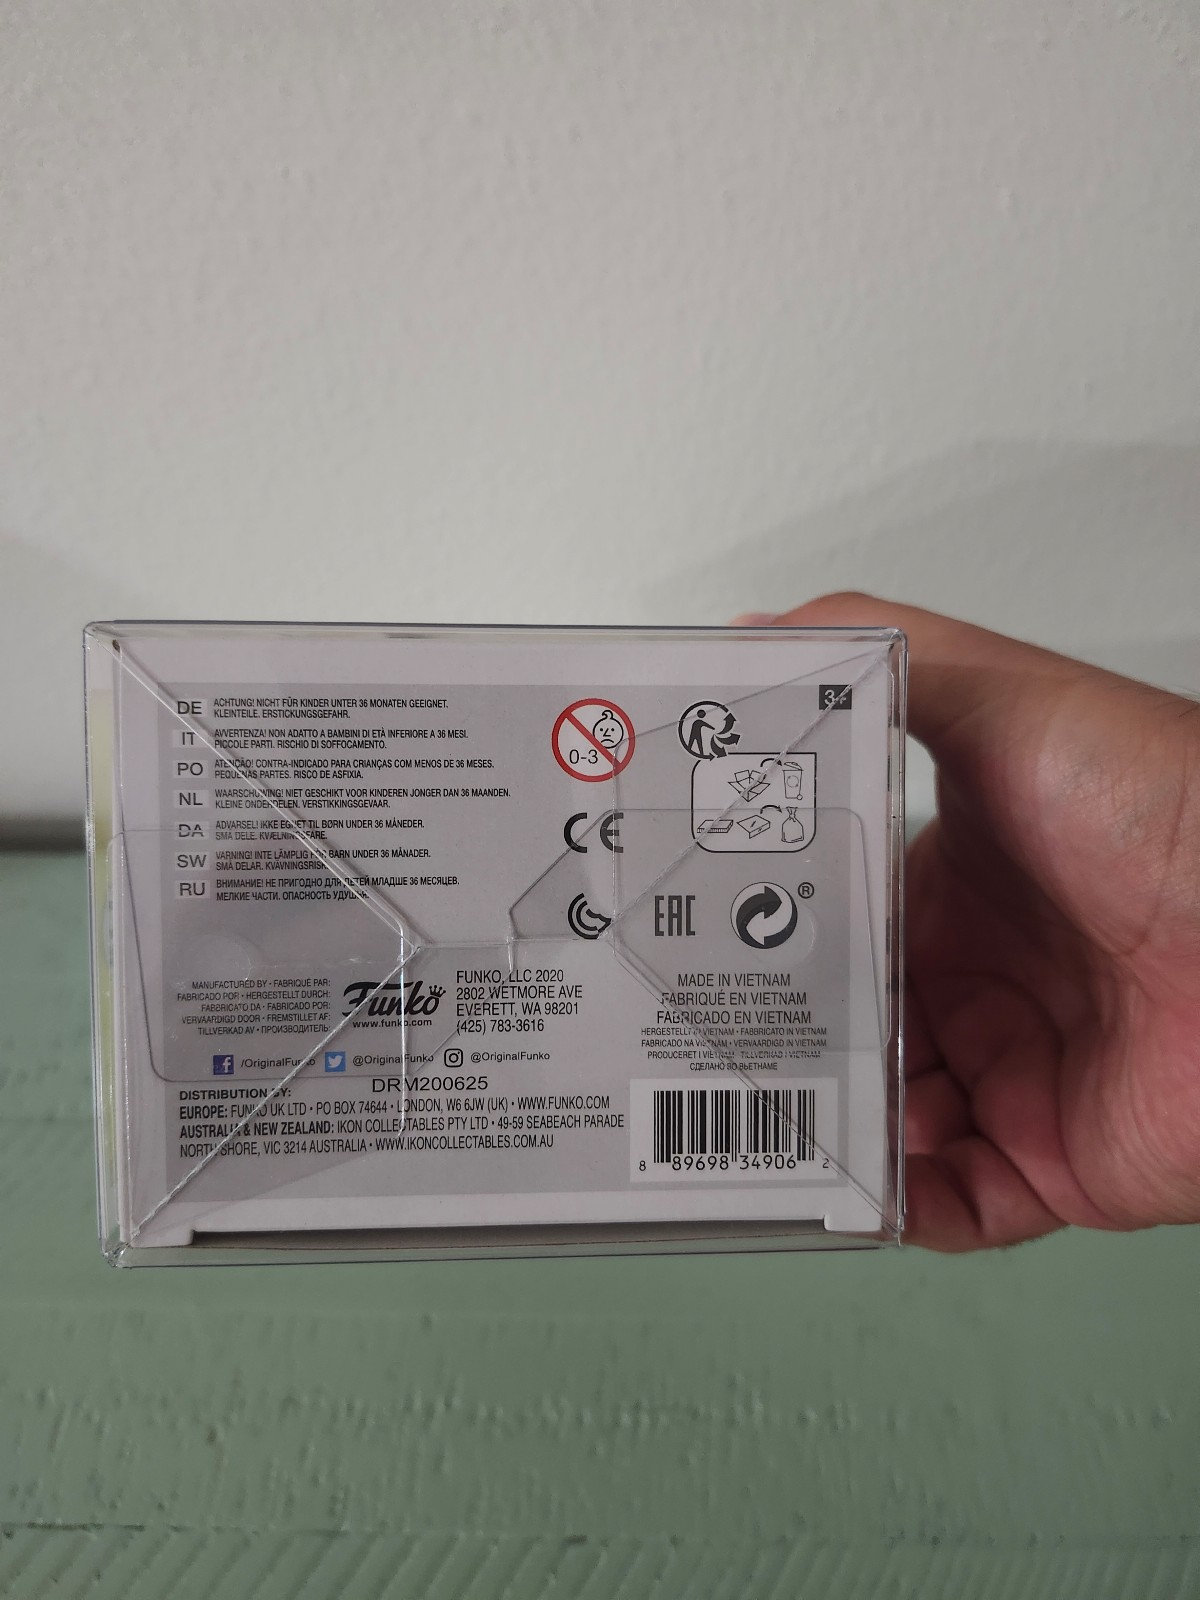 DE ACHTUNG! NICHT FÜR KINDER UNTER 36 MONATEN GEEIGNET.
KLEINTEILE. ERSTICKUNGSGEFAHR.
IT AVVERTENZA! NON ADATTO A BAMBINI DI ETÀ INFERIORE A 36 MESI.
PICCOLE PARTI. RISCHIO DI SOFFOCAMENTO.
PO ATENÇÃO! CONTRA-INDICADO PARA CRIANÇAS COM MENOS DE 36 MESES.
PEQUENAS PARTES. RISCO DE ASFIXIA.
NL WAARSCHUWING! NIET GESCHIKT VOOR KINDEREN JONGER DAN 36 MAANDEN.
KLEINE ONDERDELEN. VERSTIKKINGSGEVAAR.
DA ADVARSEL! IKKE EGNET TIL BØRN UNDER 36 MÅNEDER.
SMÅ DELE. KVÆLNINGSFARE.
SW VARNING! INTE LÄMPLIG FÖR BARN UNDER 36 MÅNADER.
SMÅ DELAR. KVÄVNINGSRISK.
RU ВНИМАНИЕ! НЕ ПРИГОДНО ДЛЯ ДЕТЕЙ МЛАДШЕ 36 МЕСЯЦЕВ.
МЕЛКИЕ ЧАСТИ. ОПАСНОСТЬ УДУШЬЯ.
0-3
3+
CE
EAC
®
MANUFACTURED BY • FABRIQUÉ PAR:
FABRICADO POR • HERGESTELLT DURCH:
FABBRICATO DA • FABRICADO POR:
VERVAARDIGD DOOR • FREMSTILLET AF:
TILLVERKAD AV • ПРОИЗВОДИТЕЛЬ:
Funko
www.funko.com
FUNKO, LLC 2020
2802 WETMORE AVE
EVERETT, WA 98201
(425) 783-3616
/OriginalFunko @OriginalFunko @OriginalFunko
DRM200625
DISTRIBUTION BY:
EUROPE: FUNKO UK LTD • PO BOX 74644 • LONDON, W6 6JW (UK) • WWW.FUNKO.COM
AUSTRALIA & NEW ZEALAND: IKON COLLECTABLES PTY LTD • 49-59 SEABEACH PARADE
NORTH SHORE, VIC 3214 AUSTRALIA • WWW.IKONCOLLECTABLES.COM.AU
MADE IN VIETNAM
FABRIQUÉ EN VIETNAM
FABRICADO EN VIETNAM
HERGESTELLT IN VIETNAM • FABBRICATO IN VIETNAM
FABRICADO NA VIETNAM • VERVAARDIGD IN VIETNAM
PRODUCERET I VIETNAM • TILLVERKAD I VIETNAM
СДЕЛАНО ВО ВЬЕТНАМЕ
8 89698 34906 2